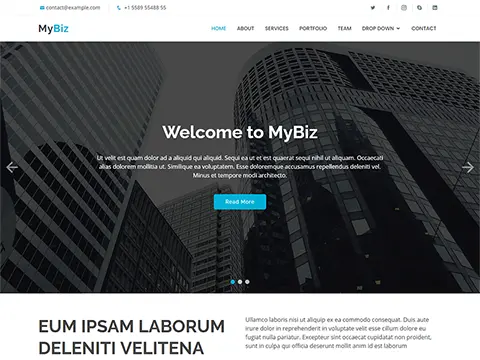 contact@example.com +1 5589 55488 55
MyBiz
HOME ABOUT SERVICES PORTFOLIO TEAM DROP DOWN CONTACT
Welcome to MyBiz
Ut velit est quam dolor ad a aliquid qui aliquid. Sequi ea ut et est quaerat sequi nihil ut aliquam. Occaecati
alias dolorem mollitia ut. Similique ea voluptatem. Esse doloremque accusamus repellendus deleniti vel.
Minus et tempore modi architecto.
Read More
EUM IPSAM LABORUM
DELENITI VELITENA
Ullamco laboris nisi ut aliquip ex ea commodo consequat. Duis aute
irure dolor in reprehenderit in voluptate velit esse cillum dolore eu
fugiat nulla pariatur. Excepteur sint occaecat cupidatat non proident,
sunt in culpa qui officia deserunt mollit anim id est laborum